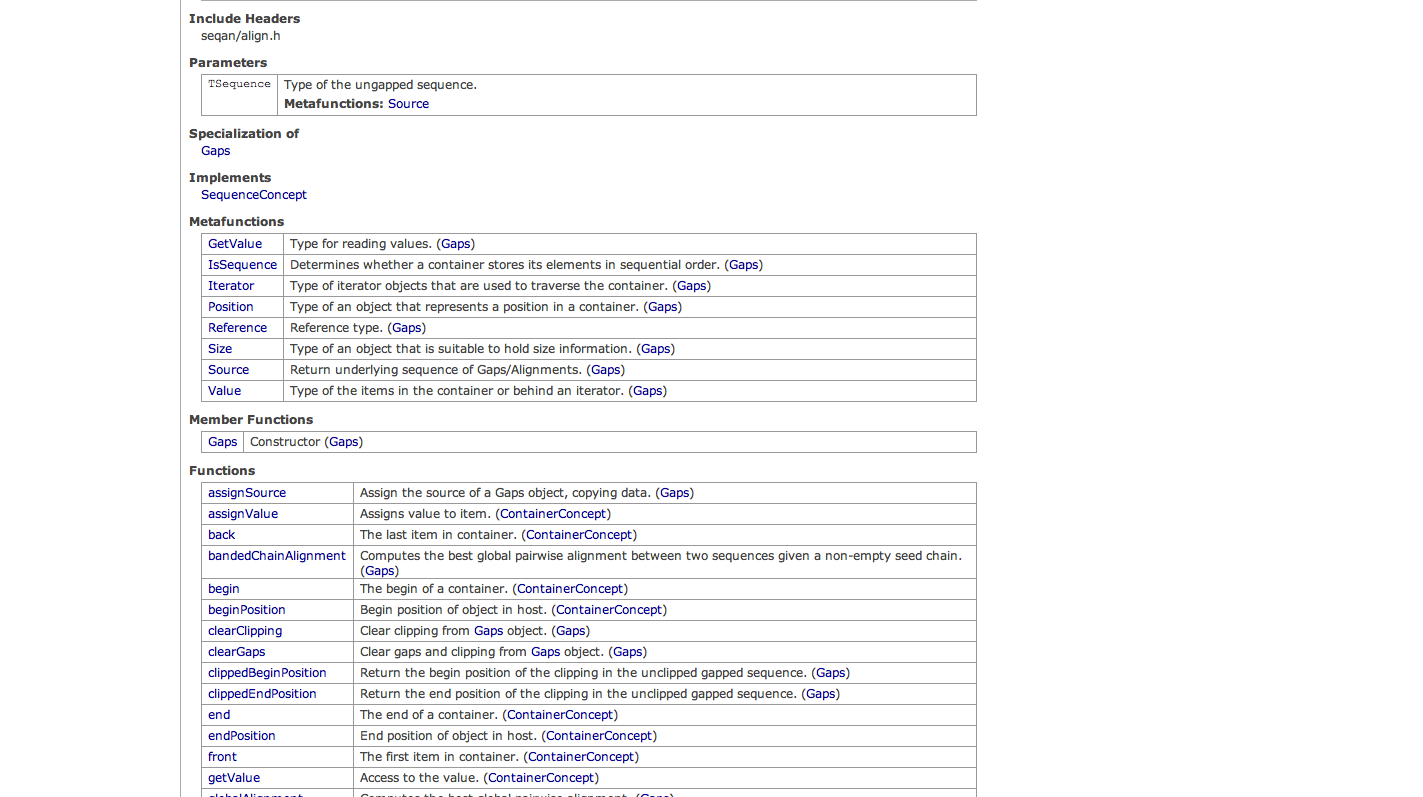 Include Headers
seqan/align.h
Parameters
TSequence Type of the ungapped sequence.
Metafunctions: Source
Specialization of
Gaps
Implements
SequenceConcept
Metafunctions
GetValue Type for reading values. (Gaps)
IsSequence Determines whether a container stores its elements in sequential order. (Gaps)
Iterator Type of iterator objects that are used to traverse the container. (Gaps)
Position Type of an object that represents a position in a container. (Gaps)
Reference Reference type. (Gaps)
Size Type of an object that is suitable to hold size information. (Gaps)
Source Return underlying sequence of Gaps/Alignments. (Gaps)
Value Type of the items in the container or behind an iterator. (Gaps)
Member Functions
Gaps Constructor (Gaps)
Functions
assignSource Assign the source of a Gaps object, copying data. (Gaps)
assignValue Assigns value to item. (ContainerConcept)
back The last item in container. (ContainerConcept)
bandedChainAlignment Computes the best global pairwise alignment between two sequences given a non-empty seed chain.
(Gaps)
begin The begin of a container. (ContainerConcept)
beginPosition Begin position of object in host. (ContainerConcept)
clearClipping Clear clipping from Gaps object. (Gaps)
clearGaps Clear gaps and clipping from Gaps object. (Gaps)
clippedBeginPosition Return the begin position of the clipping in the unclipped gapped sequence. (Gaps)
clippedEndPosition Return the end position of the clipping in the unclipped gapped sequence. (Gaps)
end The end of a container. (ContainerConcept)
endPosition End position of object in host. (ContainerConcept)
front The first item in container. (ContainerConcept)
getValue Access to the value. (ContainerConcept)
globalAlignment Computes the best global pairwise alignment. (Gaps)